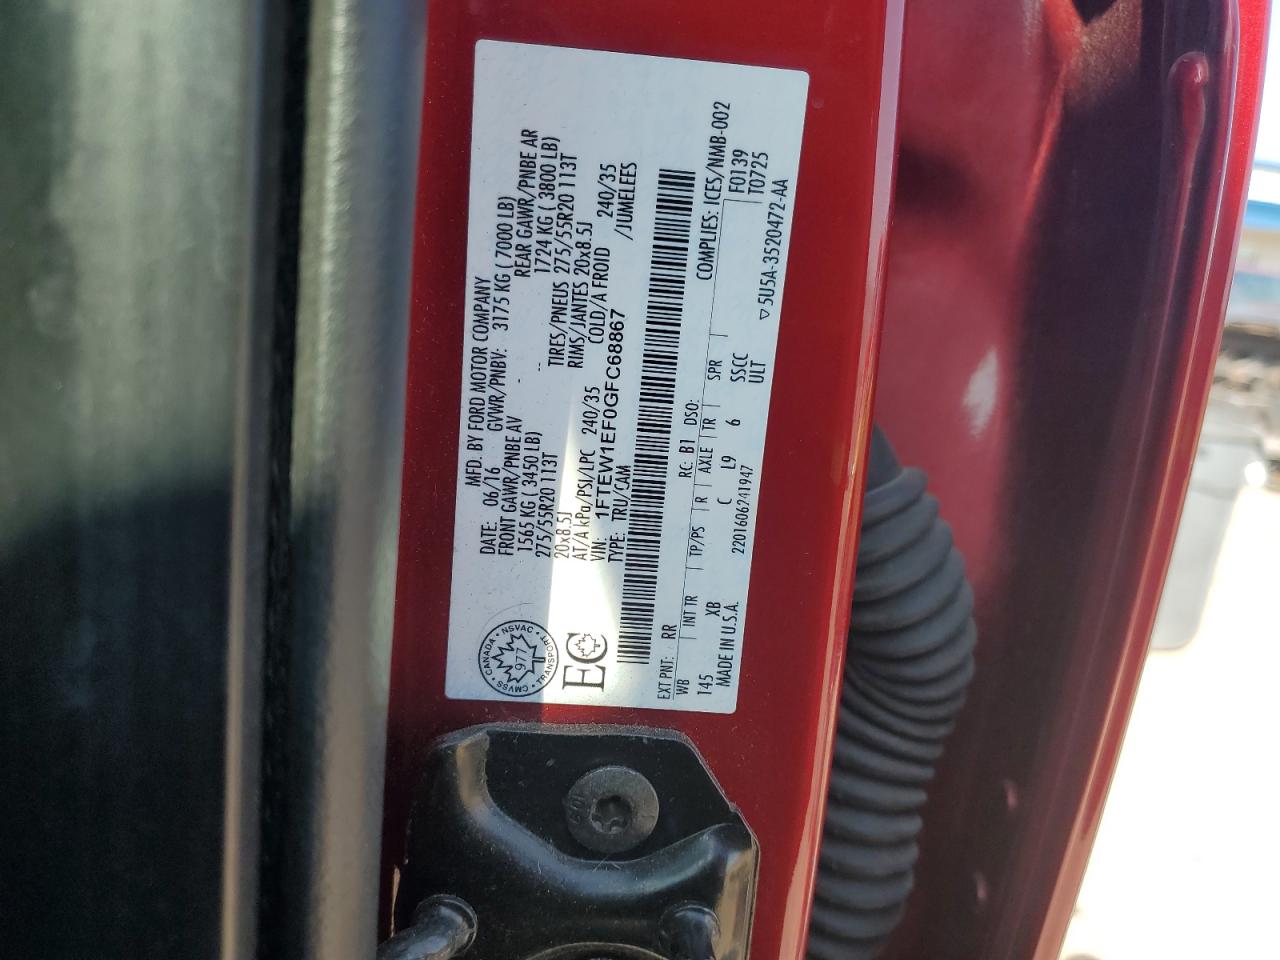 MFD. BY FORD MOTOR COMPANY
DATE: 06/16 GVWR/PNBV: 3175 KG ( 7000 LB)
FRONT GAWR/PNBE AV REAR GAWR/PNBE AR
1565 KG (3450 LB) 1724 KG ( 3800 LB)
275/55R20 113T TIRES/PNEUS 275/55R20 113T
20x8.5J RIMS/JANTES 20x8.5J
AT/A kPa/PSI/LPC 240/35 COLD/A FROID 240/35
VIN: 1FTEW1EF0GFC68867 /JUMELEES
TYPE: TRU/CAM
CANADA • NSVAC • TRANSPORT • CMVSS •
977
EC
COMPLIES: ICES/NMB-002
EXT PNT: RR RC: B1 DSO: F0139
WB INT TR TP/PS R AXLE TR SPR T0725
145 XB C L9 6 SSCC
MADE IN U.S.A. 2201606241947 ULT ▽5U5A-3520472-AA